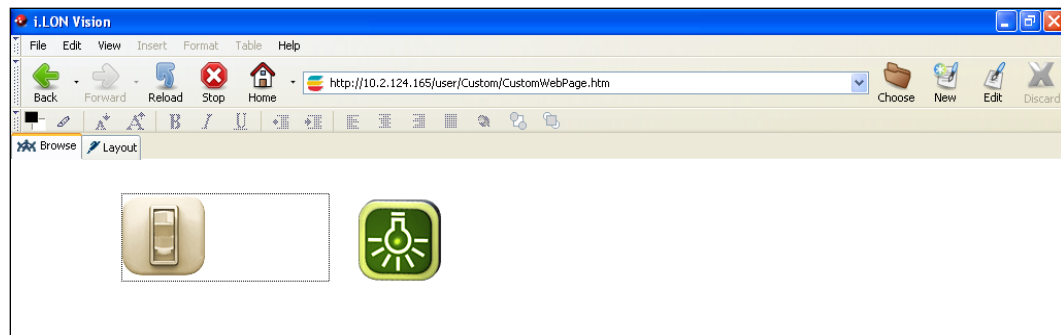 i.LON Vision
File Edit View Insert Format Table Help
Back Forward Reload Stop Home http://10.2.124.165/user/Custom/CustomWebPage.htm Choose New Edit Discard
A A B I U
Browse Layout